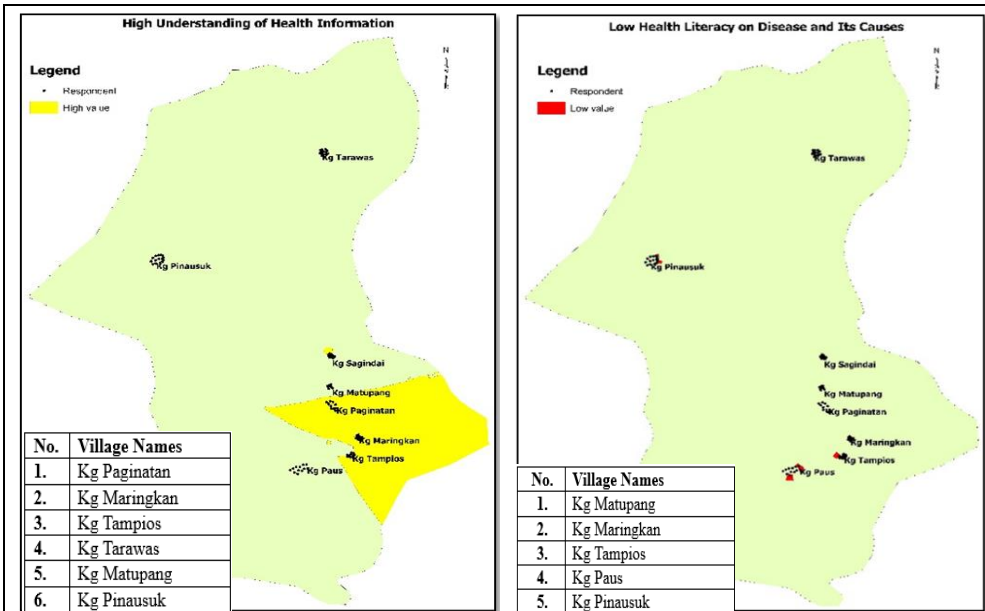 High Understanding of Health Information
N
Legend
Respondent
High value
Kg Tarawas
Kg Pinausuk
Kg Sagindai
Kg Matupang
Kg Paginatan
Kg Maringkan
Kg Tampios
Kg Paus
No. Village Names
1. Kg Paginatan
2. Kg Maringkan
3. Kg Tampios
4. Kg Tarawas
5. Kg Matupang
6. Kg Pinausuk
Low Health Literacy on Disease and Its Causes
N
Legend
Respondent
Low value
Kg Tarawas
Kg Pinausuk
Kg Sagindai
Kg Matupang
Kg Paginatan
Kg Maringkan
Kg Tampios
Kg Paus
No. Village Names
1. Kg Matupang
2. Kg Maringkan
3. Kg Tampios
4. Kg Paus
5. Kg Pinausuk